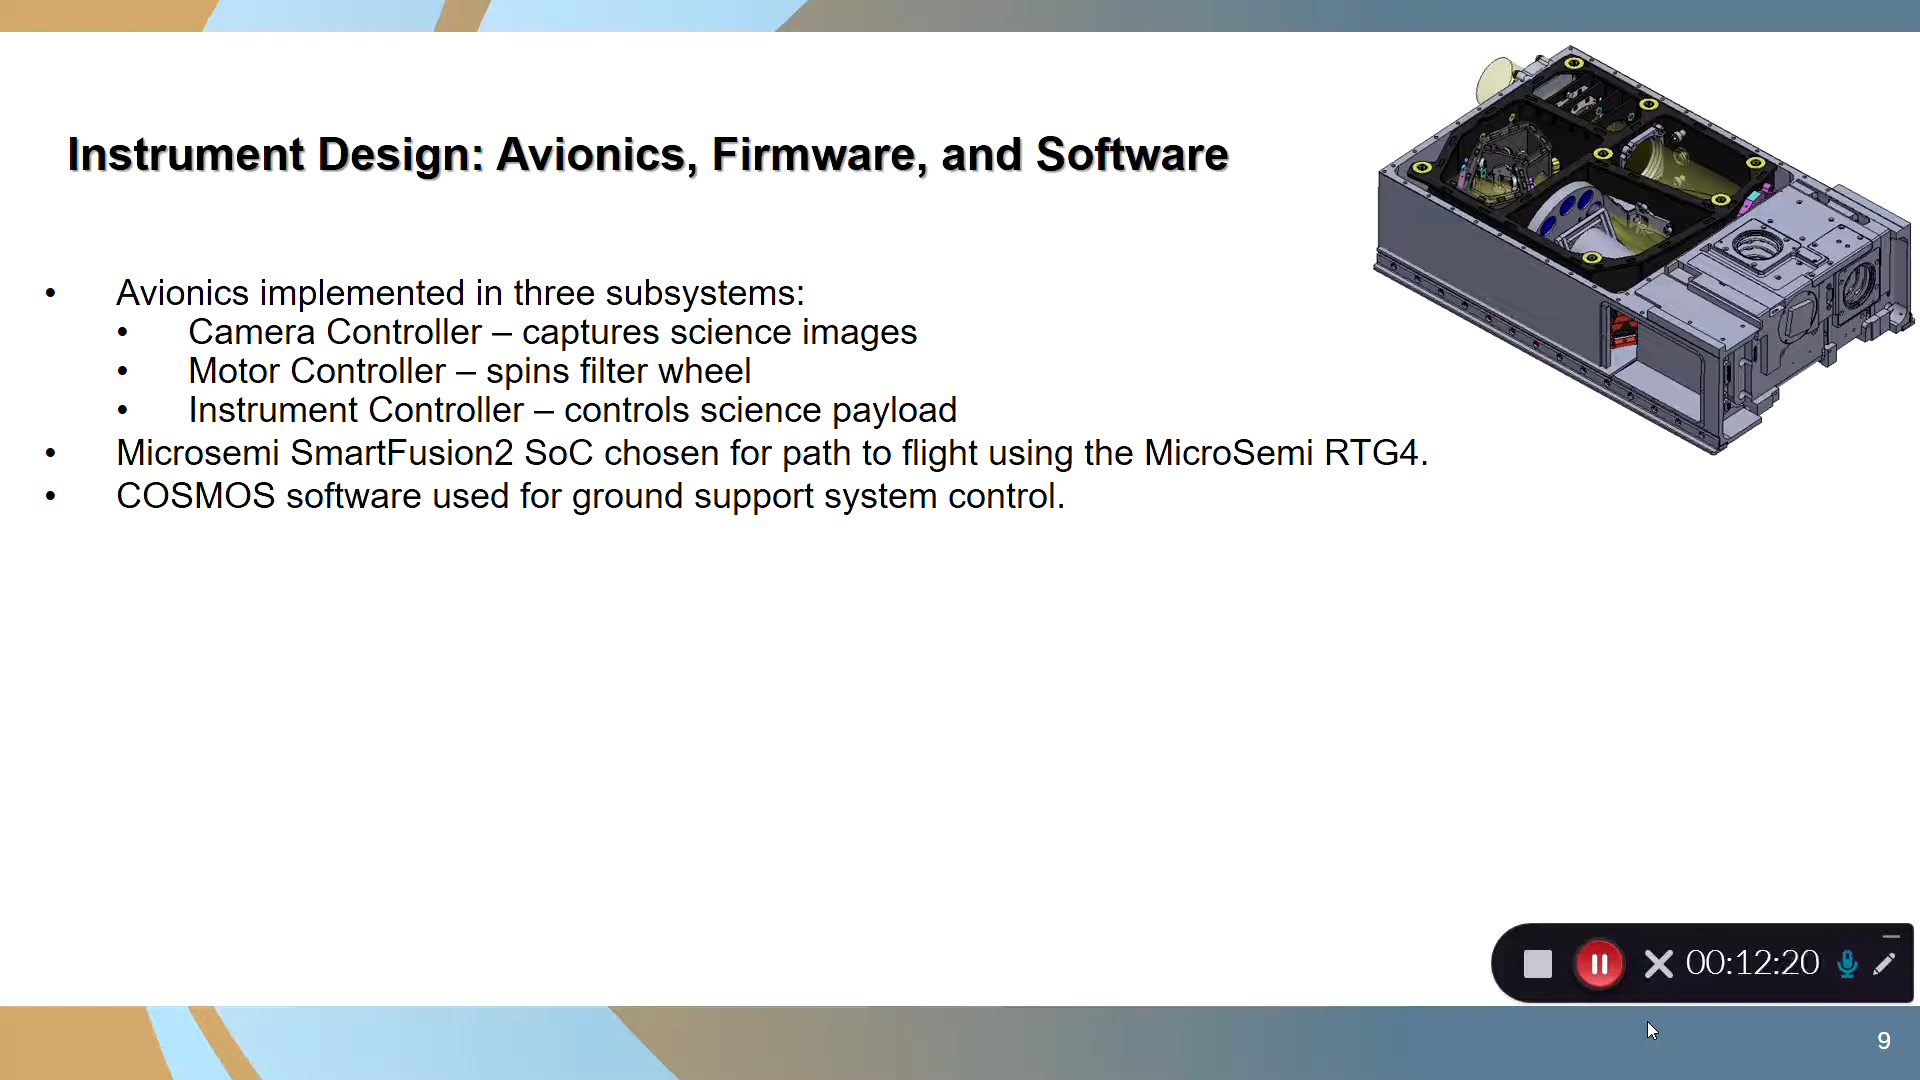 Instrument Design: Avionics, Firmware, and Software
• Avionics implemented in three subsystems:
• Camera Controller – captures science images
• Motor Controller – spins filter wheel
• Instrument Controller – controls science payload
• Microsemi SmartFusion2 SoC chosen for path to flight using the MicroSemi RTG4.
• COSMOS software used for ground support system control.
00:12:20
9